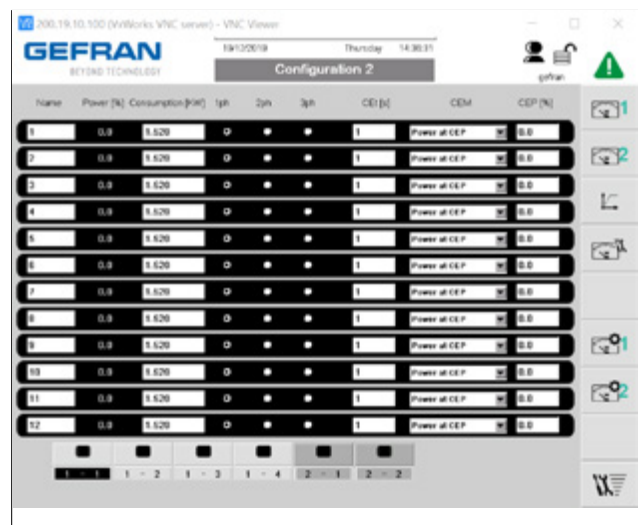 200.19.10.100 (VxWorks VNC server) - VNC Viewer
GEFRAN
BEYOND TECHNOLOGY
19/12/2019 Thursday 14:30:31
Configuration 2
gefran
Name Power [%] Consumption [KW] 1ph 2ph 3ph CEt [s] CEM CEP [%]
1 0.0 1.520 1 Power at CEP 0.0
2 0.0 1.520 1 Power at CEP 0.0
3 0.0 1.520 1 Power at CEP 0.0
4 0.0 1.520 1 Power at CEP 0.0
5 0.0 1.520 1 Power at CEP 0.0
6 0.0 1.520 1 Power at CEP 0.0
7 0.0 1.520 1 Power at CEP 0.0
8 0.0 1.520 1 Power at CEP 0.0
9 0.0 1.520 1 Power at CEP 0.0
10 0.0 1.520 1 Power at CEP 0.0
11 0.0 1.520 1 Power at CEP 0.0
12 0.0 1.520 1 Power at CEP 0.0
1 - 1 1 - 2 1 - 3 1 - 4 2 - 1 2 - 2
1
2
1
2